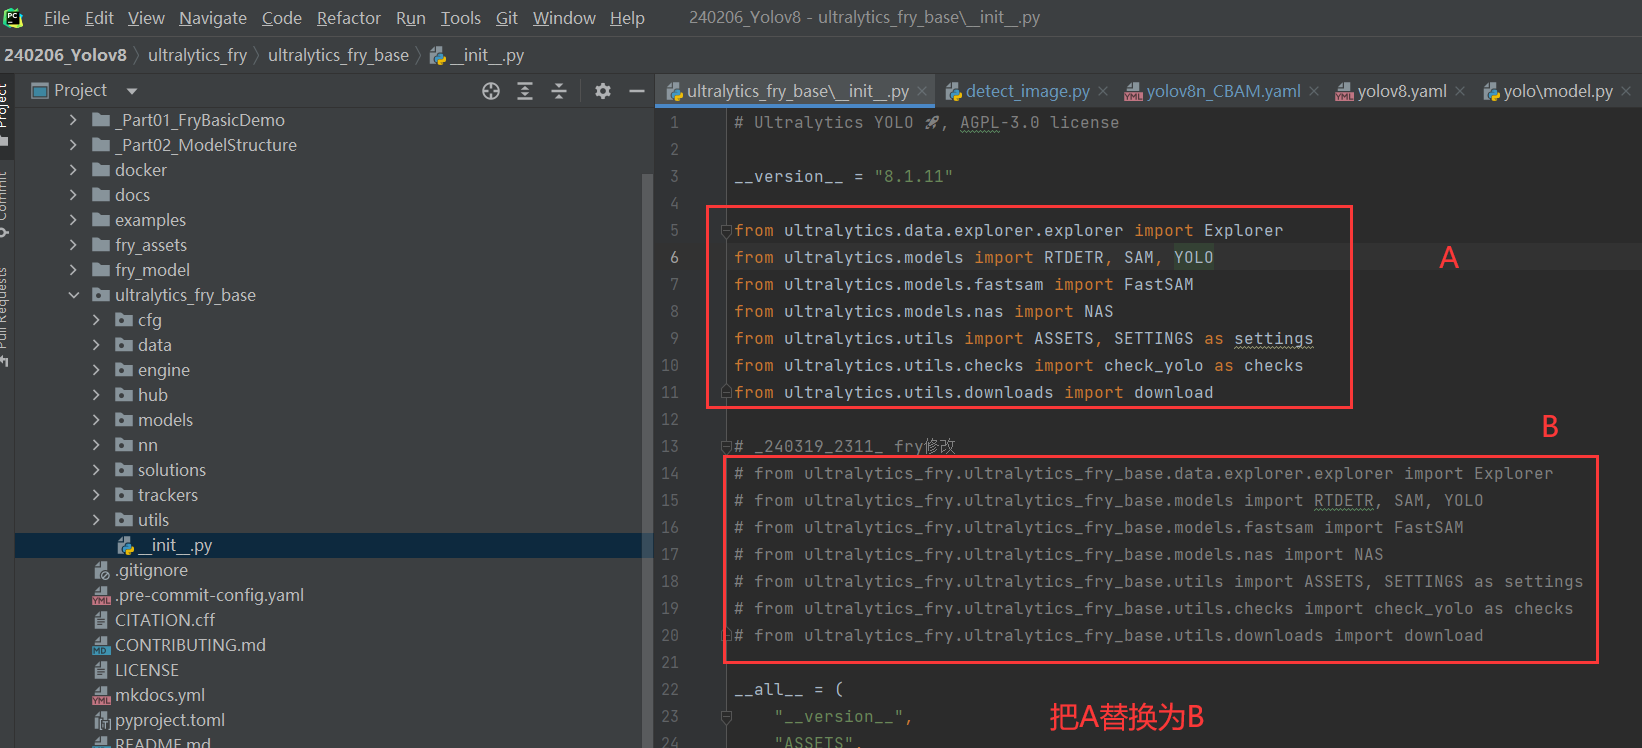 File Edit View Navigate Code Refactor Run Tools Git Window Help 240206_Yolov8 - ultralytics_fry_base\__init__.py
240206_Yolov8 ultralytics_fry ultralytics_fry_base __init__.py
Project
ultralytics_fry_base\__init__.py detect_image.py yolov8n_CBAM.yaml yolov8.yaml yolo\model.py
Project
Commit
Pull Requests
_Part01_FryBasicDemo
_Part02_ModelStructure
docker
docs
examples
fry_assets
fry_model
ultralytics_fry_base
cfg
data
engine
hub
models
nn
solutions
trackers
utils
__init__.py
.gitignore
.pre-commit-config.yaml
CITATION.cff
CONTRIBUTING.md
LICENSE
mkdocs.yml
pyproject.toml
README.md
1 # Ultralytics YOLO 🚀, AGPL-3.0 license
2
3 __version__ = "8.1.11"
4
5 from ultralytics.data.explorer.explorer import Explorer
6 from ultralytics.models import RTDETR, SAM, YOLO
7 from ultralytics.models.fastsam import FastSAM
8 from ultralytics.models.nas import NAS
9 from ultralytics.utils import ASSETS, SETTINGS as settings
10 from ultralytics.utils.checks import check_yolo as checks
11 from ultralytics.utils.downloads import download
12
13 # _240319_2311_ fry修改
14 # from ultralytics_fry.ultralytics_fry_base.data.explorer.explorer import Explorer
15 # from ultralytics_fry.ultralytics_fry_base.models import RTDETR, SAM, YOLO
16 # from ultralytics_fry.ultralytics_fry_base.models.fastsam import FastSAM
17 # from ultralytics_fry.ultralytics_fry_base.models.nas import NAS
18 # from ultralytics_fry.ultralytics_fry_base.utils import ASSETS, SETTINGS as settings
19 # from ultralytics_fry.ultralytics_fry_base.utils.checks import check_yolo as checks
20 # from ultralytics_fry.ultralytics_fry_base.utils.downloads import download
21
22 __all__ = (
23 "__version__",
24 "ASSETS",
A
B
把A替换为B